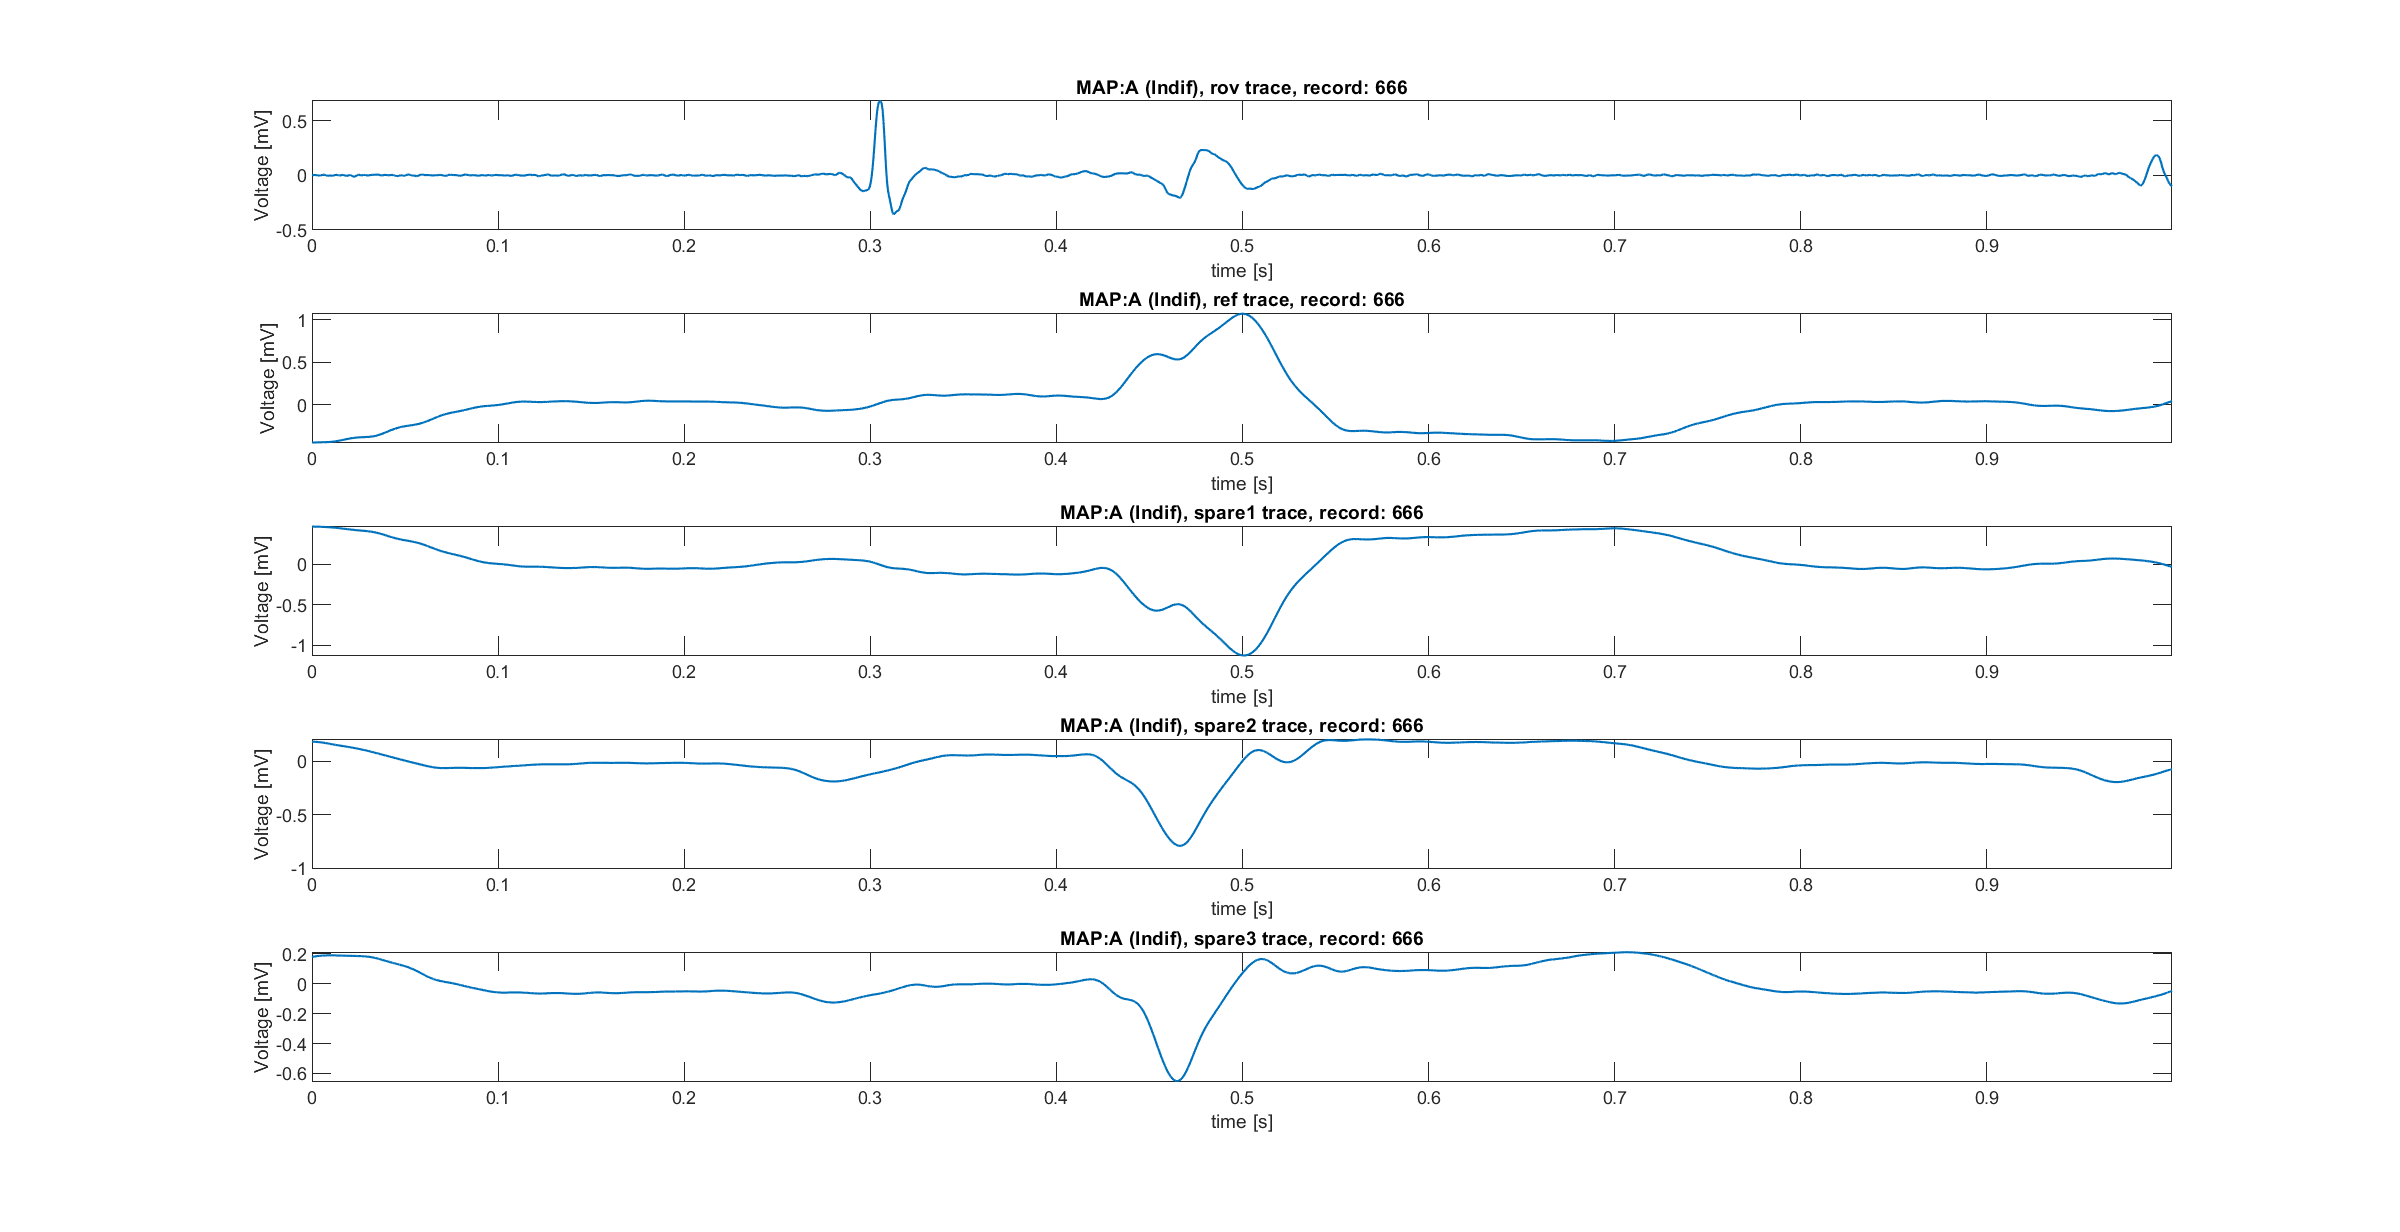 MAP:A (Indif), rov trace, record: 666
Voltage [mV]
0.5
0
-0.5
0 0.1 0.2 0.3 0.4 0.5 0.6 0.7 0.8 0.9
time [s]
MAP:A (Indif), ref trace, record: 666
Voltage [mV]
1
0.5
0
0 0.1 0.2 0.3 0.4 0.5 0.6 0.7 0.8 0.9
time [s]
MAP:A (Indif), spare1 trace, record: 666
Voltage [mV]
0
-0.5
-1
0 0.1 0.2 0.3 0.4 0.5 0.6 0.7 0.8 0.9
time [s]
MAP:A (Indif), spare2 trace, record: 666
Voltage [mV]
0
-0.5
-1
0 0.1 0.2 0.3 0.4 0.5 0.6 0.7 0.8 0.9
time [s]
MAP:A (Indif), spare3 trace, record: 666
Voltage [mV]
0.2
0
-0.2
-0.4
-0.6
0 0.1 0.2 0.3 0.4 0.5 0.6 0.7 0.8 0.9
time [s]